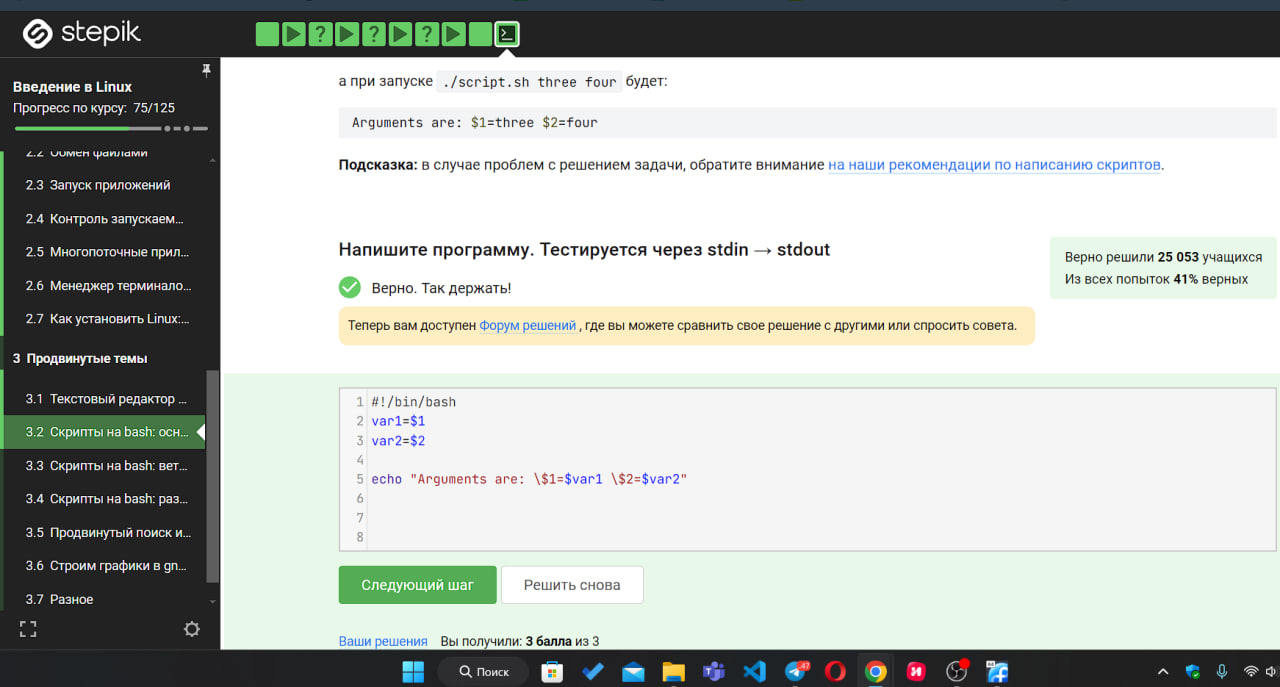 stepik
Введение в Linux
Прогресс по курсу: 75/125
2.2 Обмен файлами
2.3 Запуск приложений
2.4 Контроль запускаем...
2.5 Многопоточные прил...
2.6 Менеджер терминало...
2.7 Как установить Linux:...
3 Продвинутые темы
3.1 Текстовый редактор ...
3.2 Скрипты на bash: осн...
3.3 Скрипты на bash: вет...
3.4 Скрипты на bash: раз...
3.5 Продвинутый поиск и...
3.6 Строим графики в gn...
3.7 Разное
а при запуске ./script.sh three four будет:
Arguments are: $1=three $2=four
Подсказка: в случае проблем с решением задачи, обратите внимание на наши рекомендации по написанию скриптов.
Напишите программу. Тестируется через stdin → stdout
Верно. Так держать!
Теперь вам доступен Форум решений , где вы можете сравнить свое решение с другими или спросить совета.
Верно решили 25 053 учащихся
Из всех попыток 41% верных
1 #!/bin/bash
2 var1=$1
3 var2=$2
4
5 echo "Arguments are: \$1=$var1 \$2=$var2"
6
7
8
Следующий шаг
Решить снова
Ваши решения Вы получили: 3 балла из 3
Поиск
47